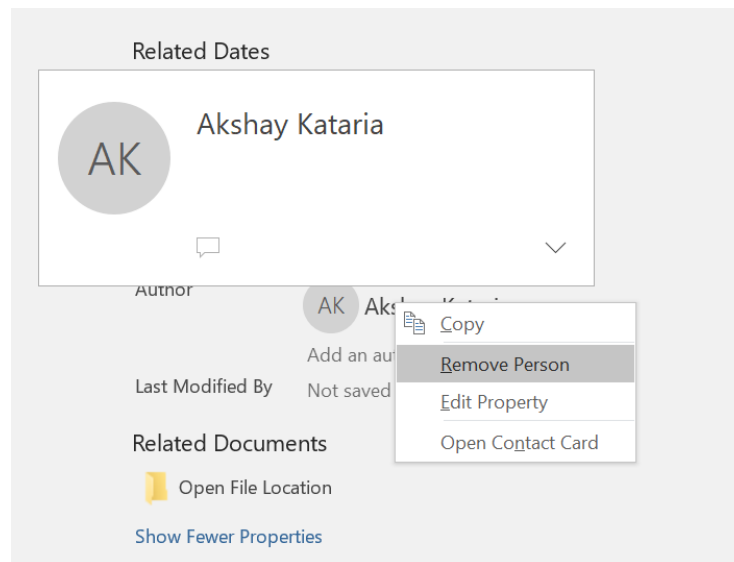 Related Dates
AK
Akshay Kataria
Author
AK
Copy
Add an
Remove Person
Last Modified By
Not saved
Edit Property
Related Documents
Open Contact Card
Open File Location
Show Fewer Properties